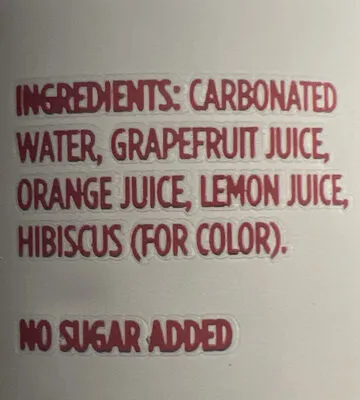 INGREDIENTS: CARBONATED
WATER, GRAPEFRUIT JUICE,
ORANGE JUICE, LEMON JUICE,
HIBISCUS (FOR COLOR).
NO SUGAR ADDED